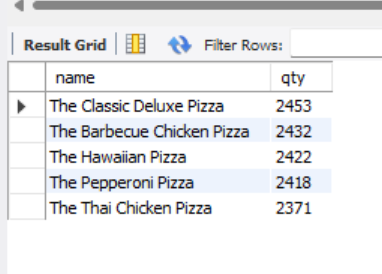 Result Grid Filter Rows:
name qty
The Classic Deluxe Pizza 2453
The Barbecue Chicken Pizza 2432
The Hawaiian Pizza 2422
The Pepperoni Pizza 2418
The Thai Chicken Pizza 2371